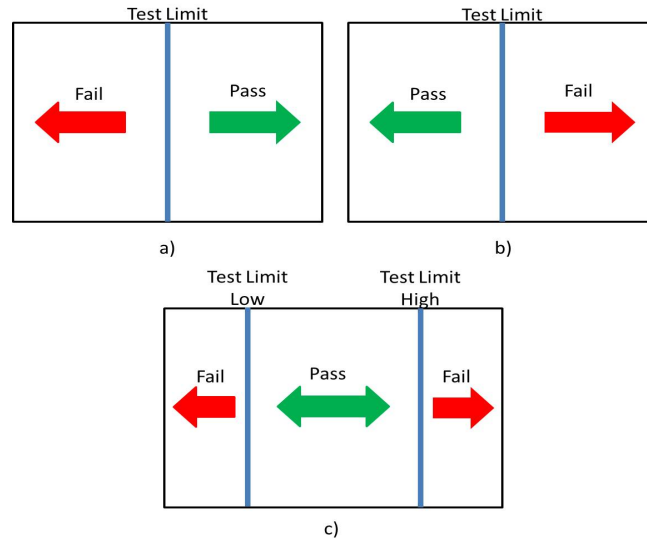 Test Limit
Test Limit
Fail
Pass
Pass
Fail
a)
b)
Test Limit
Low
Test Limit
High
Fail
Pass
Fail
c)